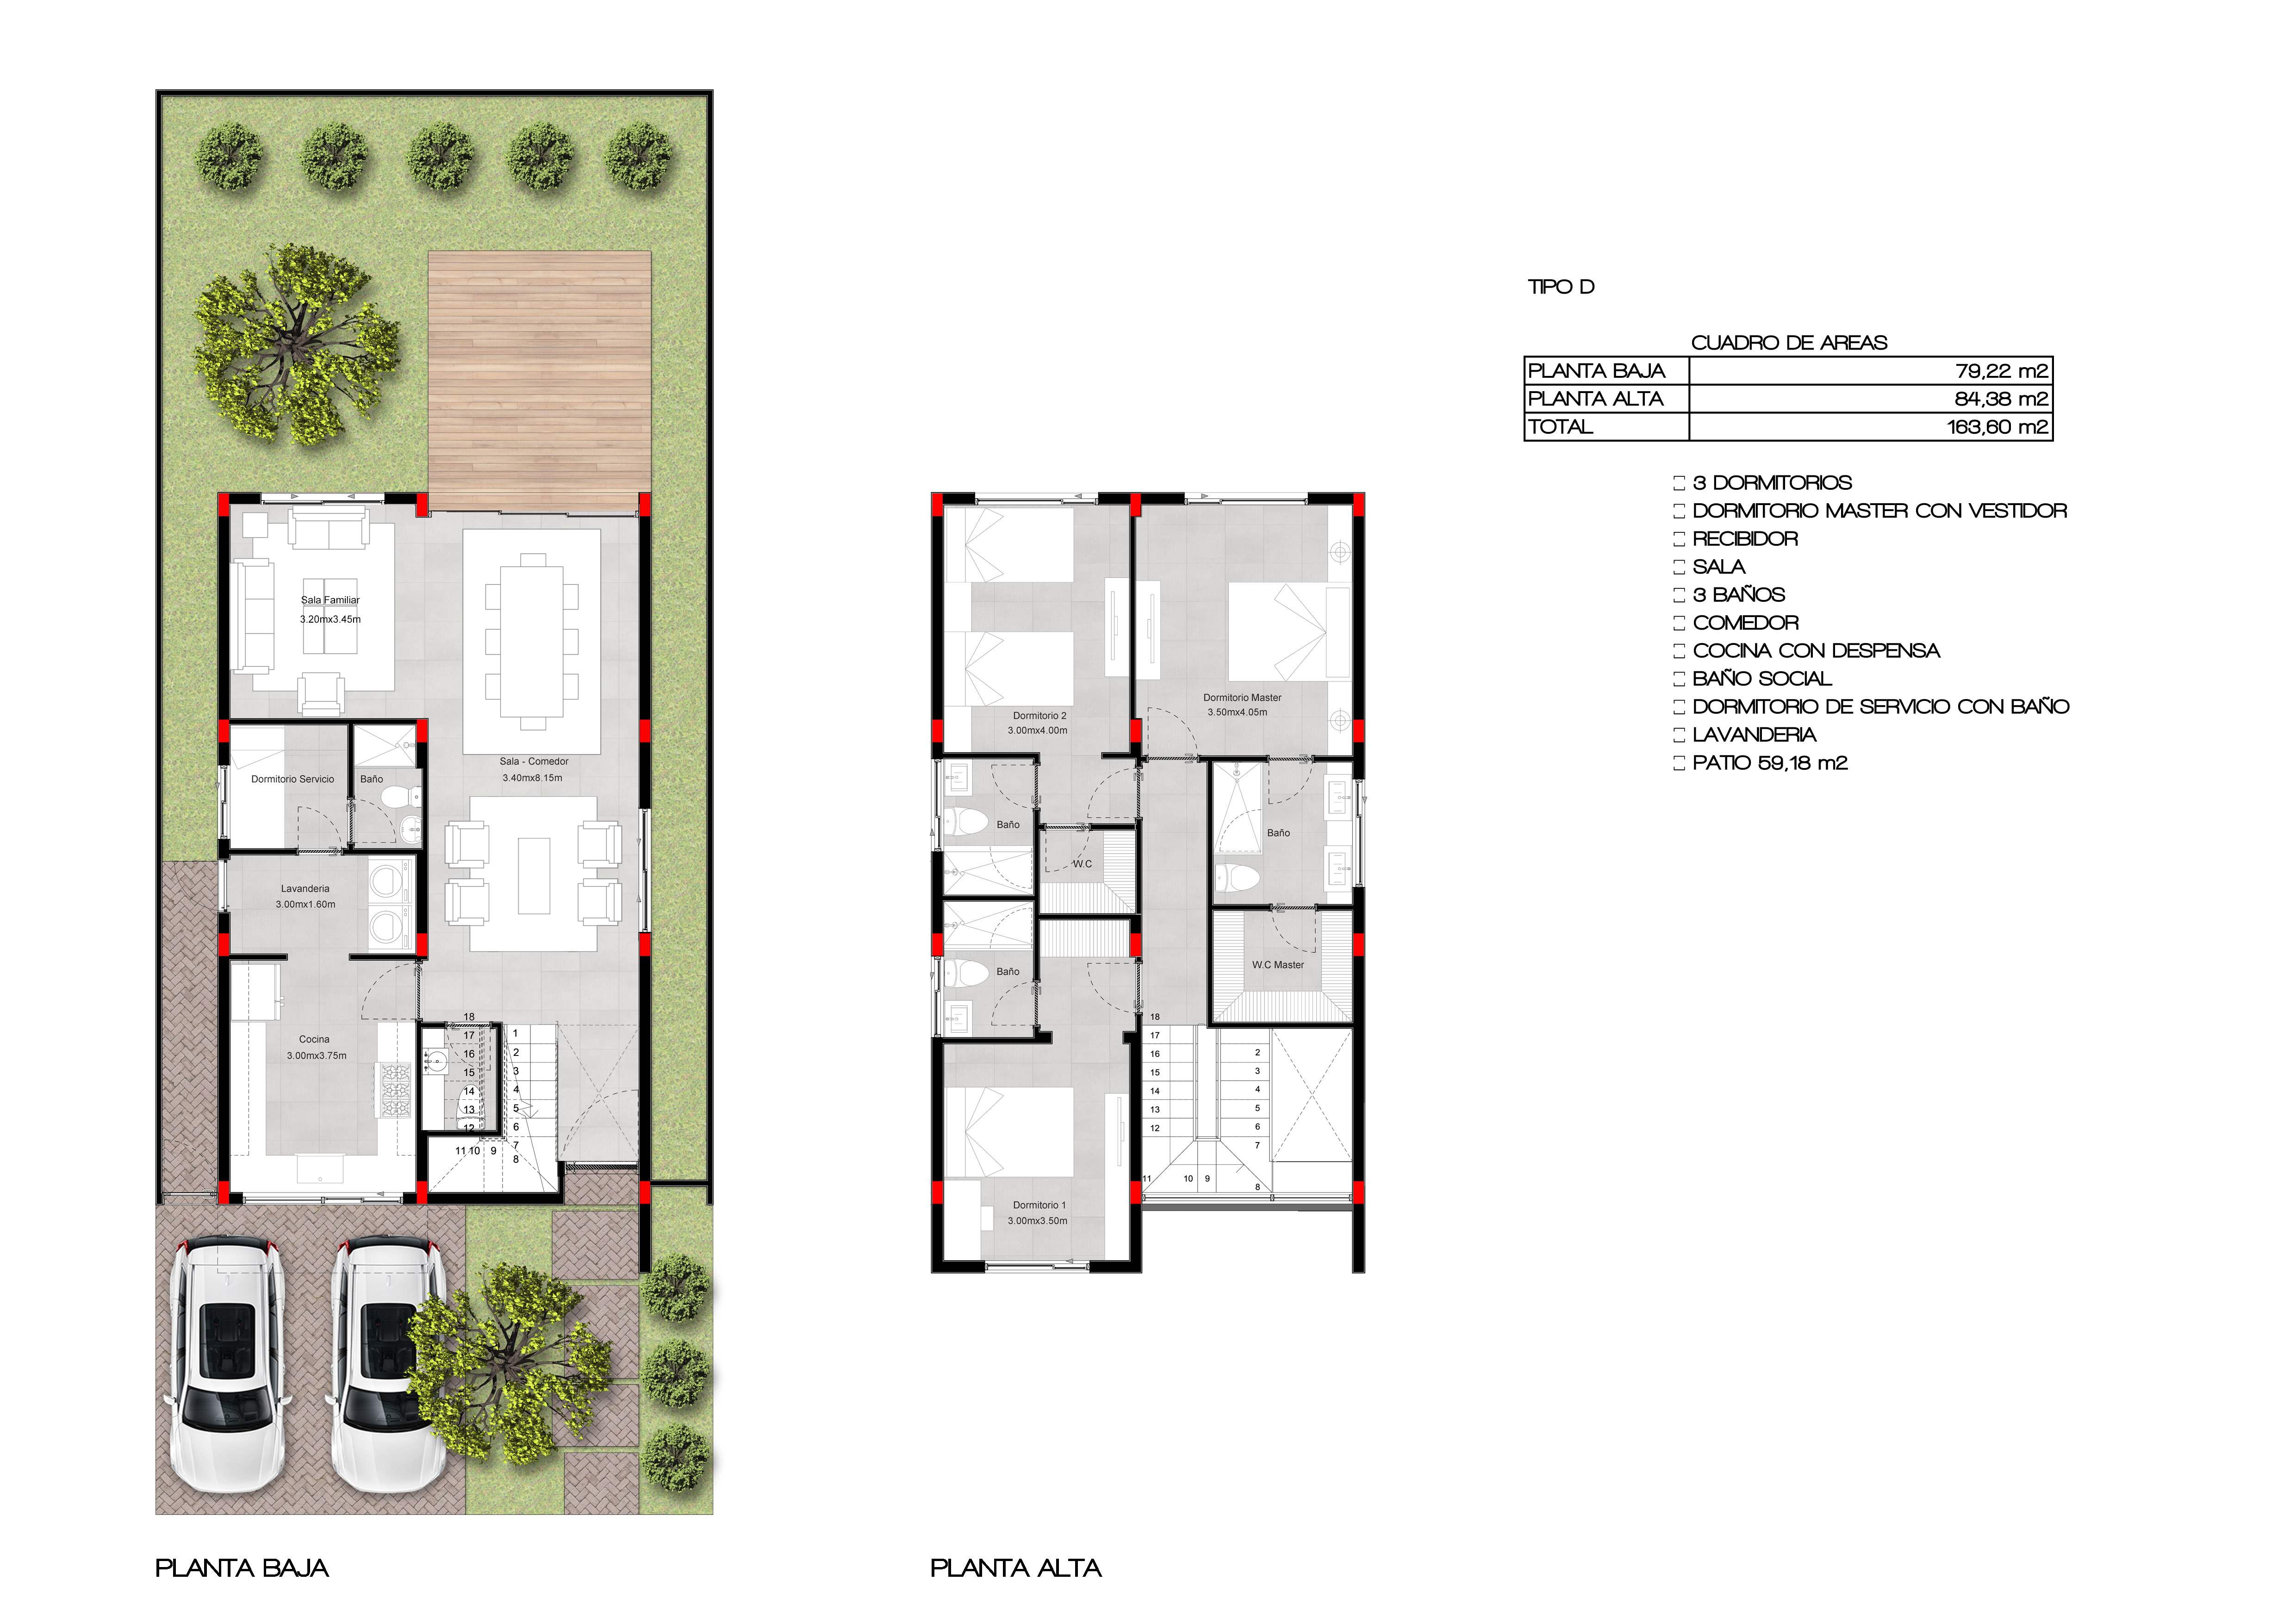 Sala Familiar
3.20mx3.45m
Sala - Comedor
3.40mx8.15m
Dormitorio Servicio
Baño
Lavanderia
3.00mx1.60m
Cocina
3.00mx3.75m
18
17
16
15
14
13
12
11 10 9
1
2
3
4
5
6
7
8
PLANTA BAJA
Dormitorio 2
3.00mx4.00m
Dormitorio Master
3.50mx4.05m
Baño
W.C
Baño
Baño
W.C Master
18
17
16
15
14
13
12
11 10 9
2
3
4
5
6
7
8
Dormitorio 1
3.00mx3.50m
PLANTA ALTA
TIPO D
CUADRO DE AREAS
PLANTA BAJA 79,22 m2
PLANTA ALTA 84,38 m2
TOTAL 163,60 m2
3 DORMITORIOS
DORMITORIO MASTER CON VESTIDOR
RECIBIDOR
SALA
3 BAÑOS
COMEDOR
COCINA CON DESPENSA
BAÑO SOCIAL
DORMITORIO DE SERVICIO CON BAÑO
LAVANDERIA
PATIO 59,18 m2